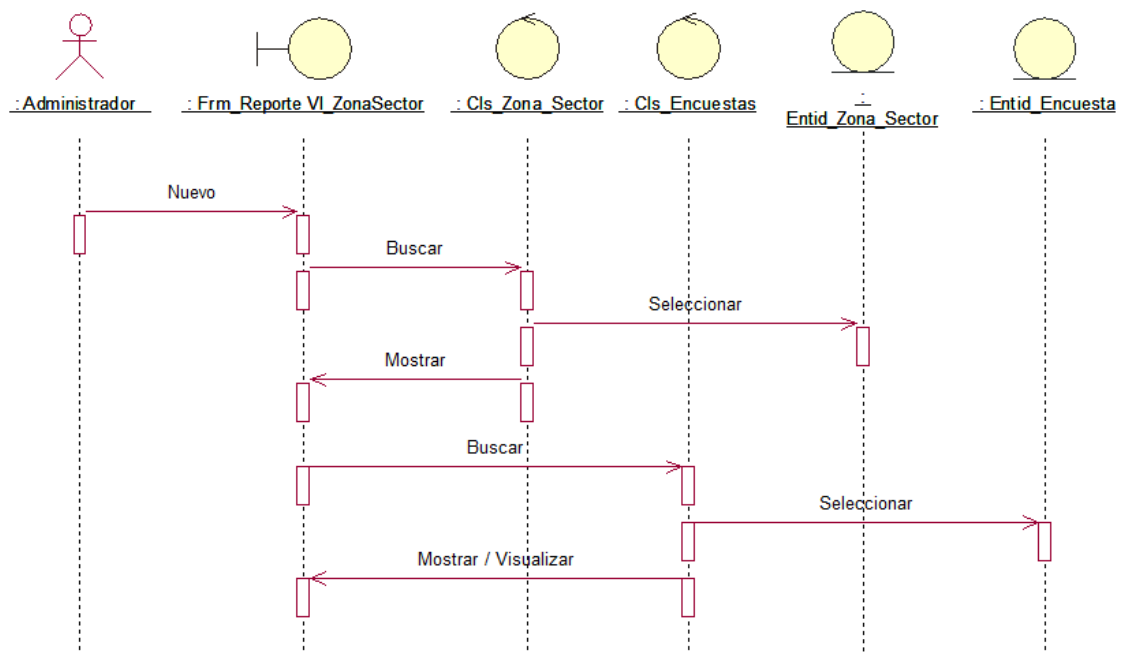 : Administrador
: Frm_Reporte VI_ZonaSector
: Cls_Zona_Sector
: Cls_Encuestas
:
Entid_Zona_Sector
: Entid_Encuesta
Nuevo
Buscar
Seleccionar
Mostrar
Buscar
Seleccionar
Mostrar / Visualizar